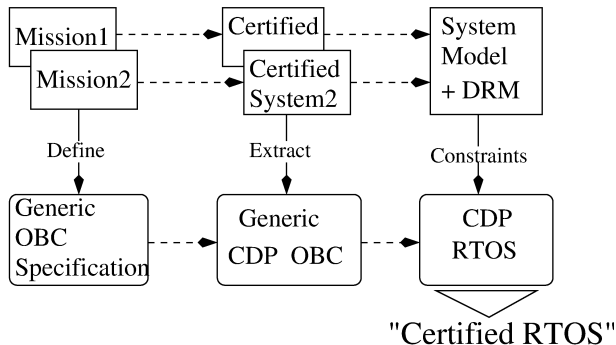 Mission1
Mission2
Certified
Certified
System2
System
Model
+ DRM
Define
Extract
Constraints
Generic
OBC
Specification
Generic
CDP OBC
CDP
RTOS
"Certified RTOS"